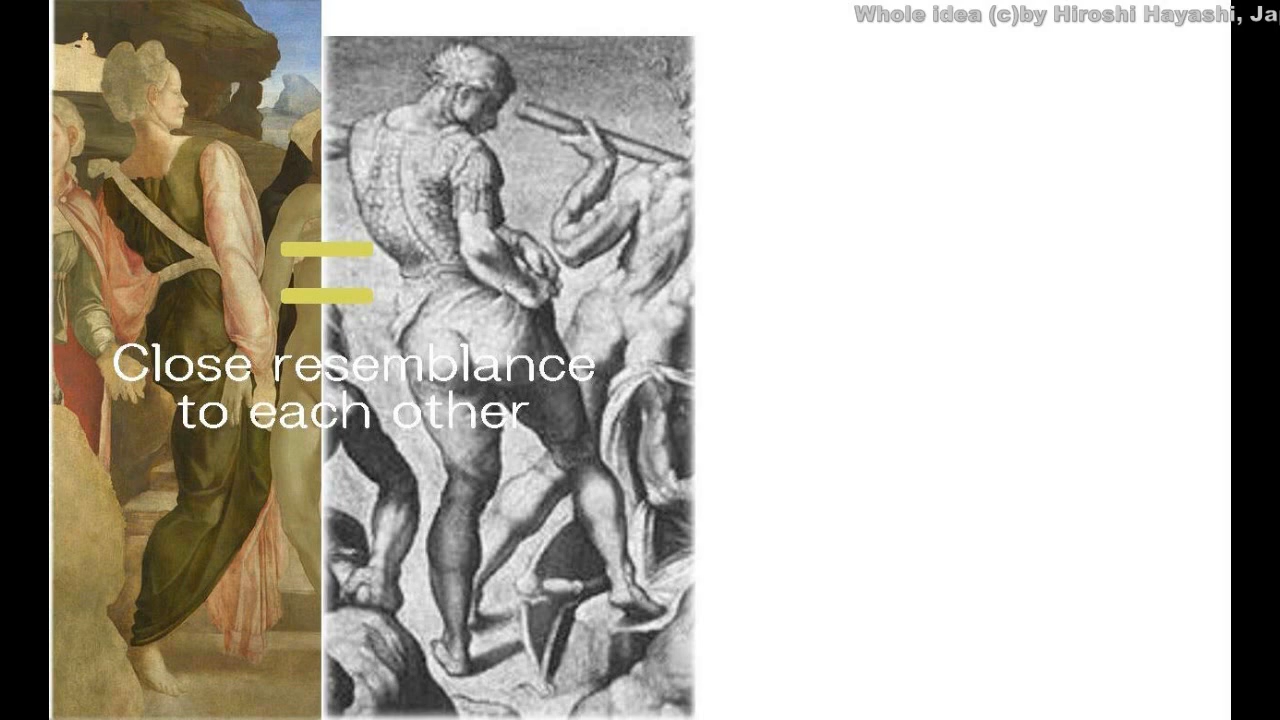 Whole idea (c)by Hiroshi Hayashi, Ja
Close resemblance
to each other